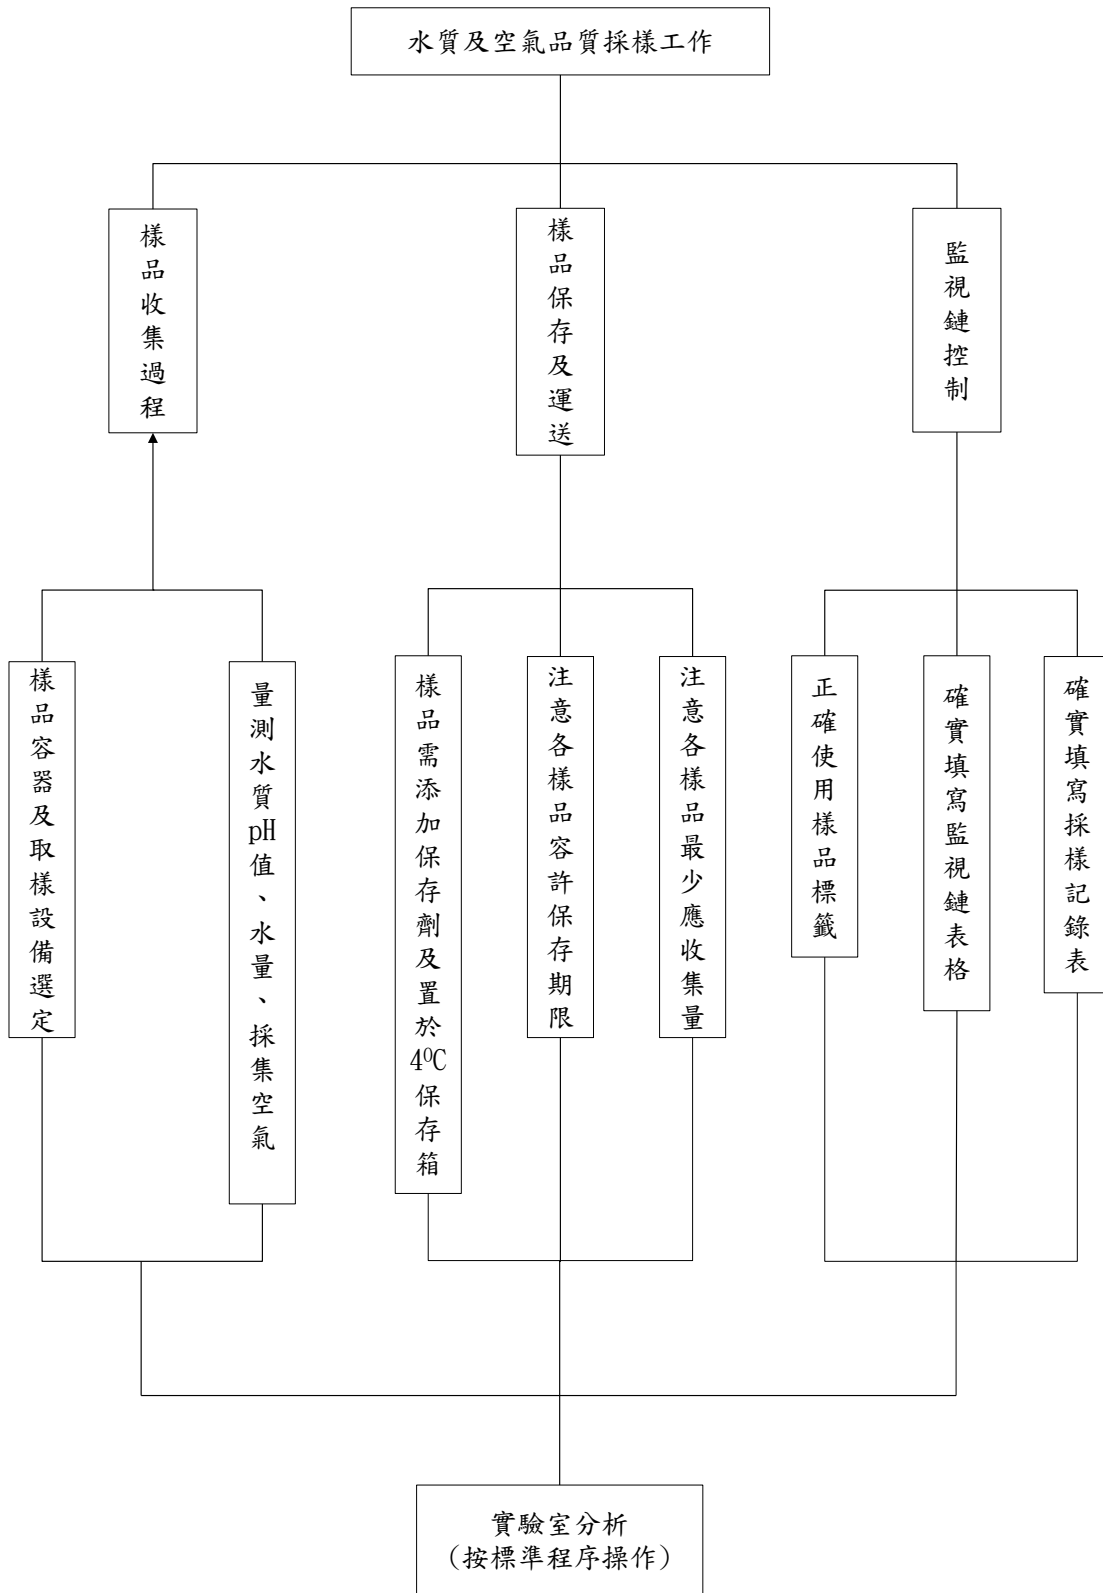 水質及空氣品質採樣工作
樣品收集過程
樣品保存及運送
監視鏈控制
樣品容器及取樣設備選定
量測水質pH值、水量、採集空氣
樣品需添加保存劑及置於4⁰C保存箱
注意各樣品容許保存期限
注意各樣品最少應收集量
正確使用樣品標籤
確實填寫監視鏈表格
確實填寫採樣記錄表
實驗室分析
（按標準程序操作）